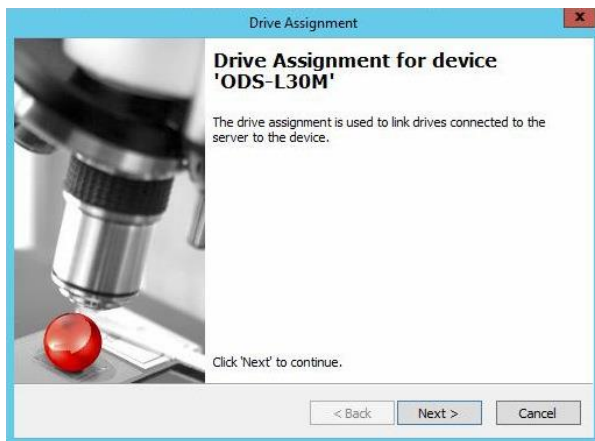 Drive Assignment
x
Drive Assignment for device
'ODS-L30M'
The drive assignment is used to link drives connected to the
server to the device.
Click 'Next' to continue.
< Back
Next >
Cancel